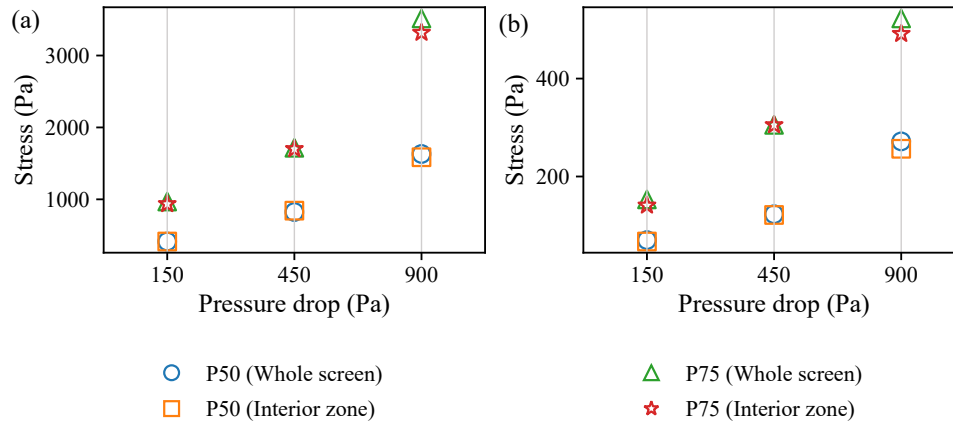 (a)
Stress (Pa)
3000
2000
1000
150 450 900
Pressure drop (Pa)
(b)
Stress (Pa)
400
200
150 450 900
Pressure drop (Pa)
P50 (Whole screen)
P50 (Interior zone)
P75 (Whole screen)
P75 (Interior zone)